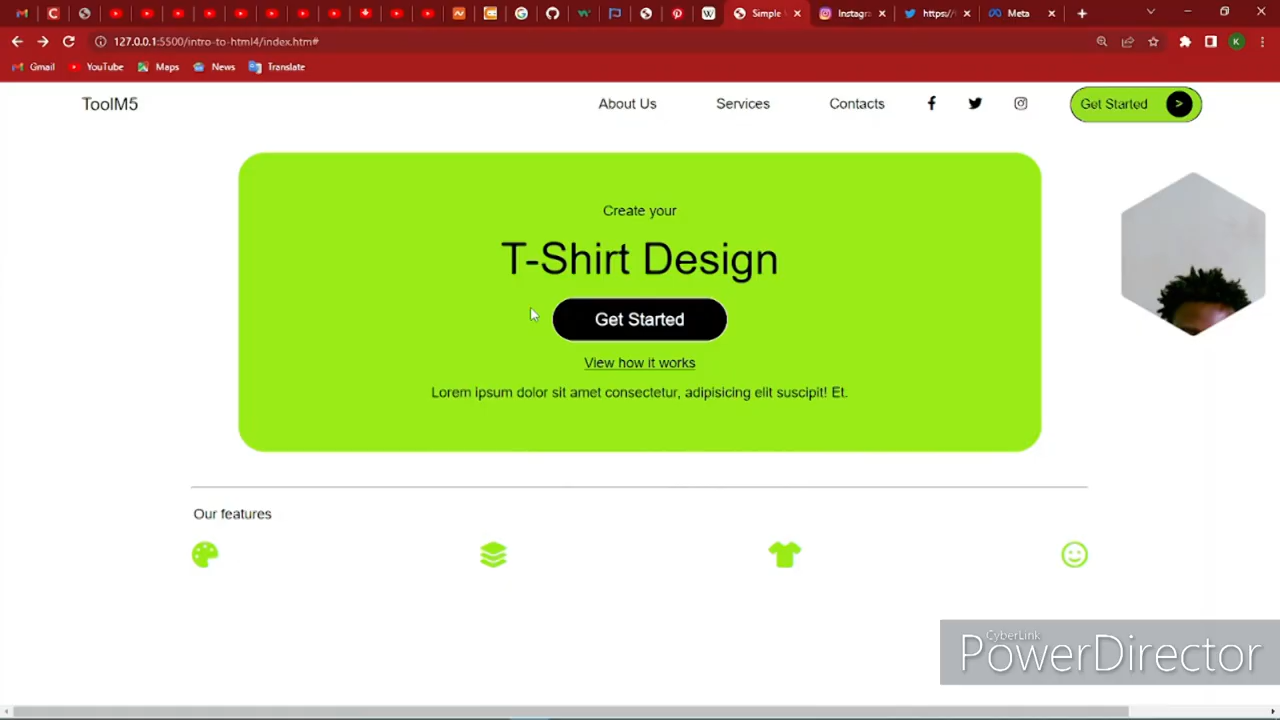 Simple
Instagra
https://
Meta
127.0.0.1:5500/intro-to-html4/index.htm#
K
Gmail
YouTube
Maps
News
Translate
ToolM5
About Us
Services
Contacts
Get Started
>
Create your
T-Shirt Design
Get Started
View how it works
Lorem ipsum dolor sit amet consectetur, adipisicing elit suscipit! Et.
Our features
CyberLink
PowerDirector